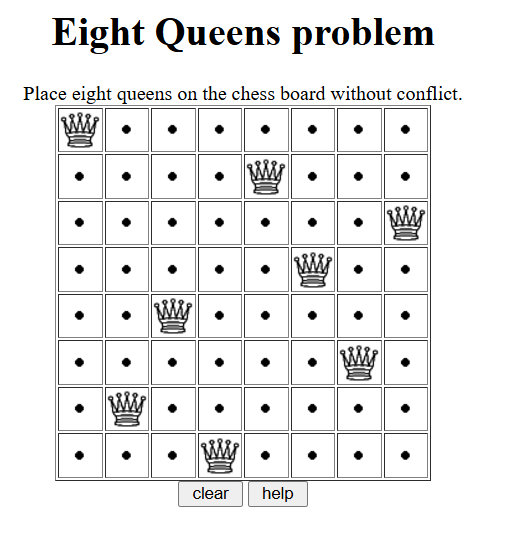 Eight Queens problem
Place eight queens on the chess board without conflict.
clear help